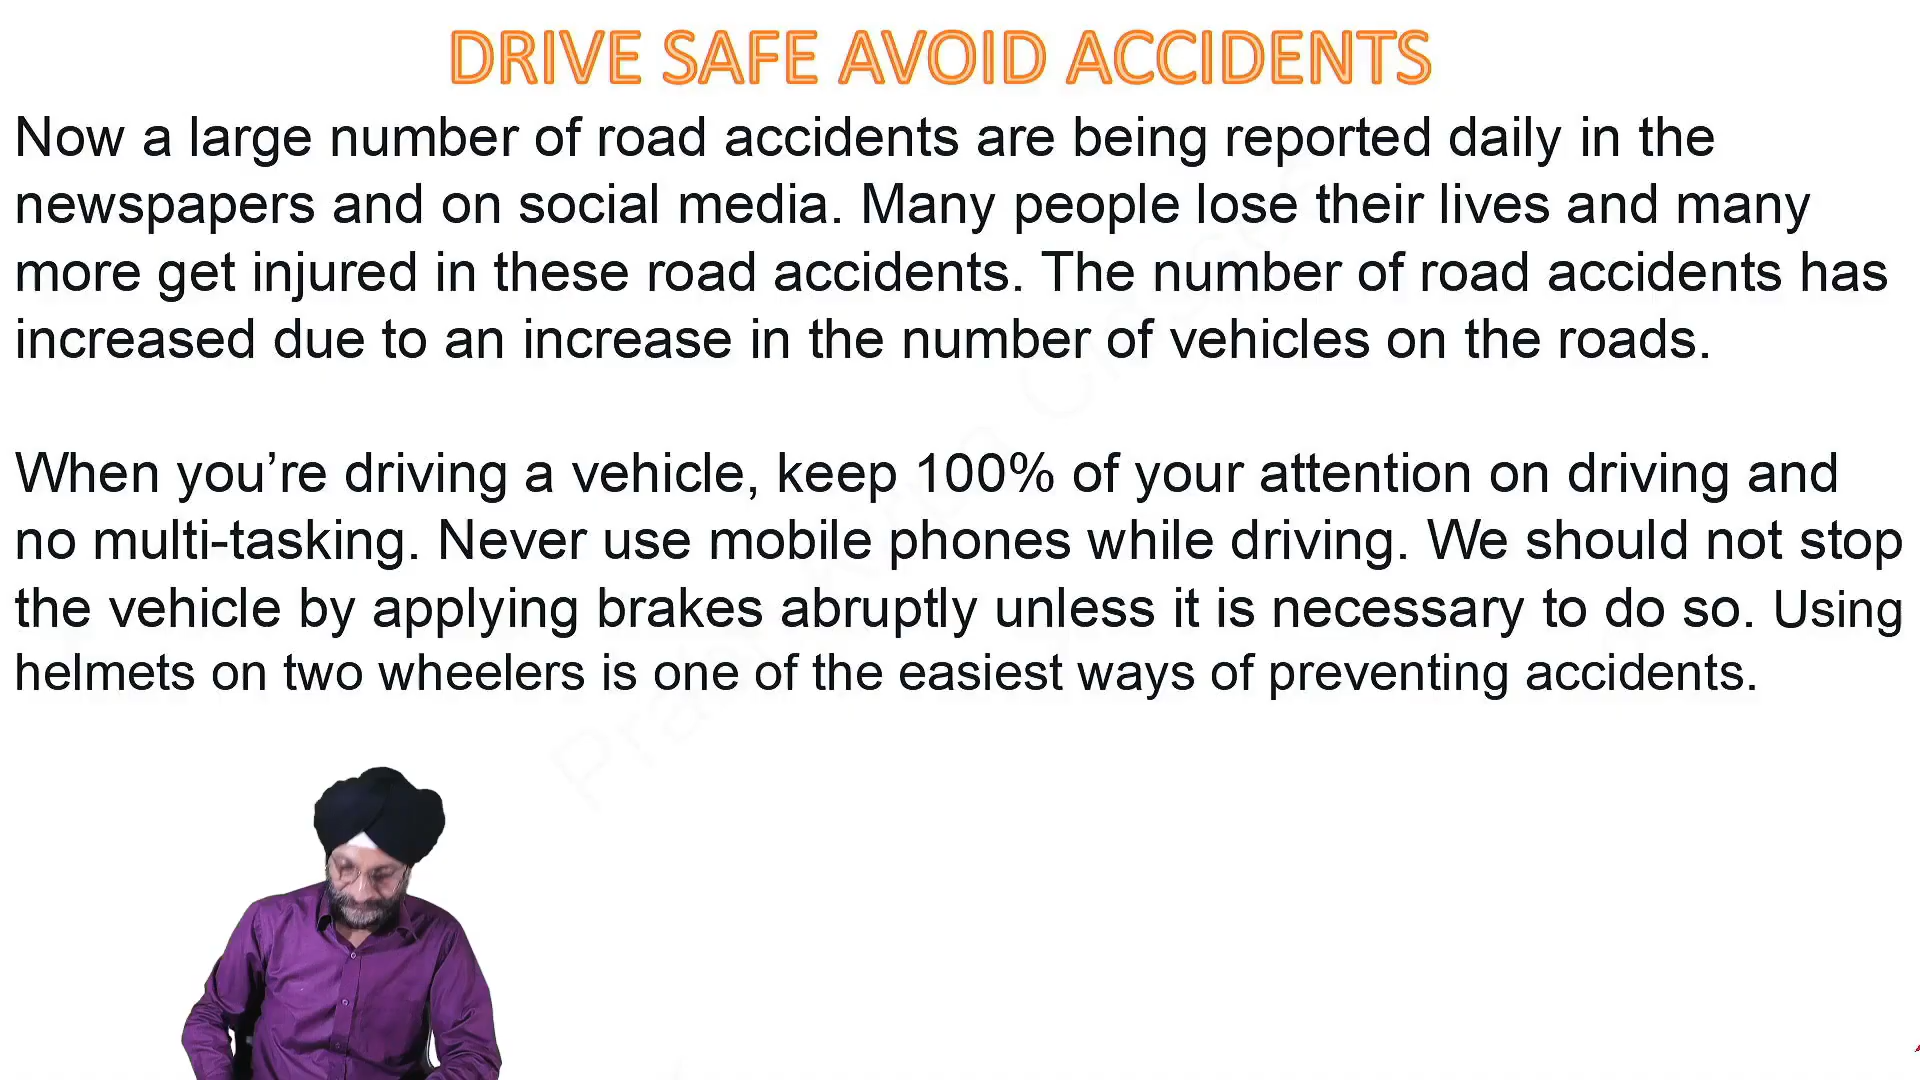 DRIVE SAFE AVOID ACCIDENTS
Now a large number of road accidents are being reported daily in the
newspapers and on social media. Many people lose their lives and many
more get injured in these road accidents. The number of road accidents has
increased due to an increase in the number of vehicles on the roads.
When you’re driving a vehicle, keep 100% of your attention on driving and
no multi-tasking. Never use mobile phones while driving. We should not stop
the vehicle by applying brakes abruptly unless it is necessary to do so. Using
helmets on two wheelers is one of the easiest ways of preventing accidents.